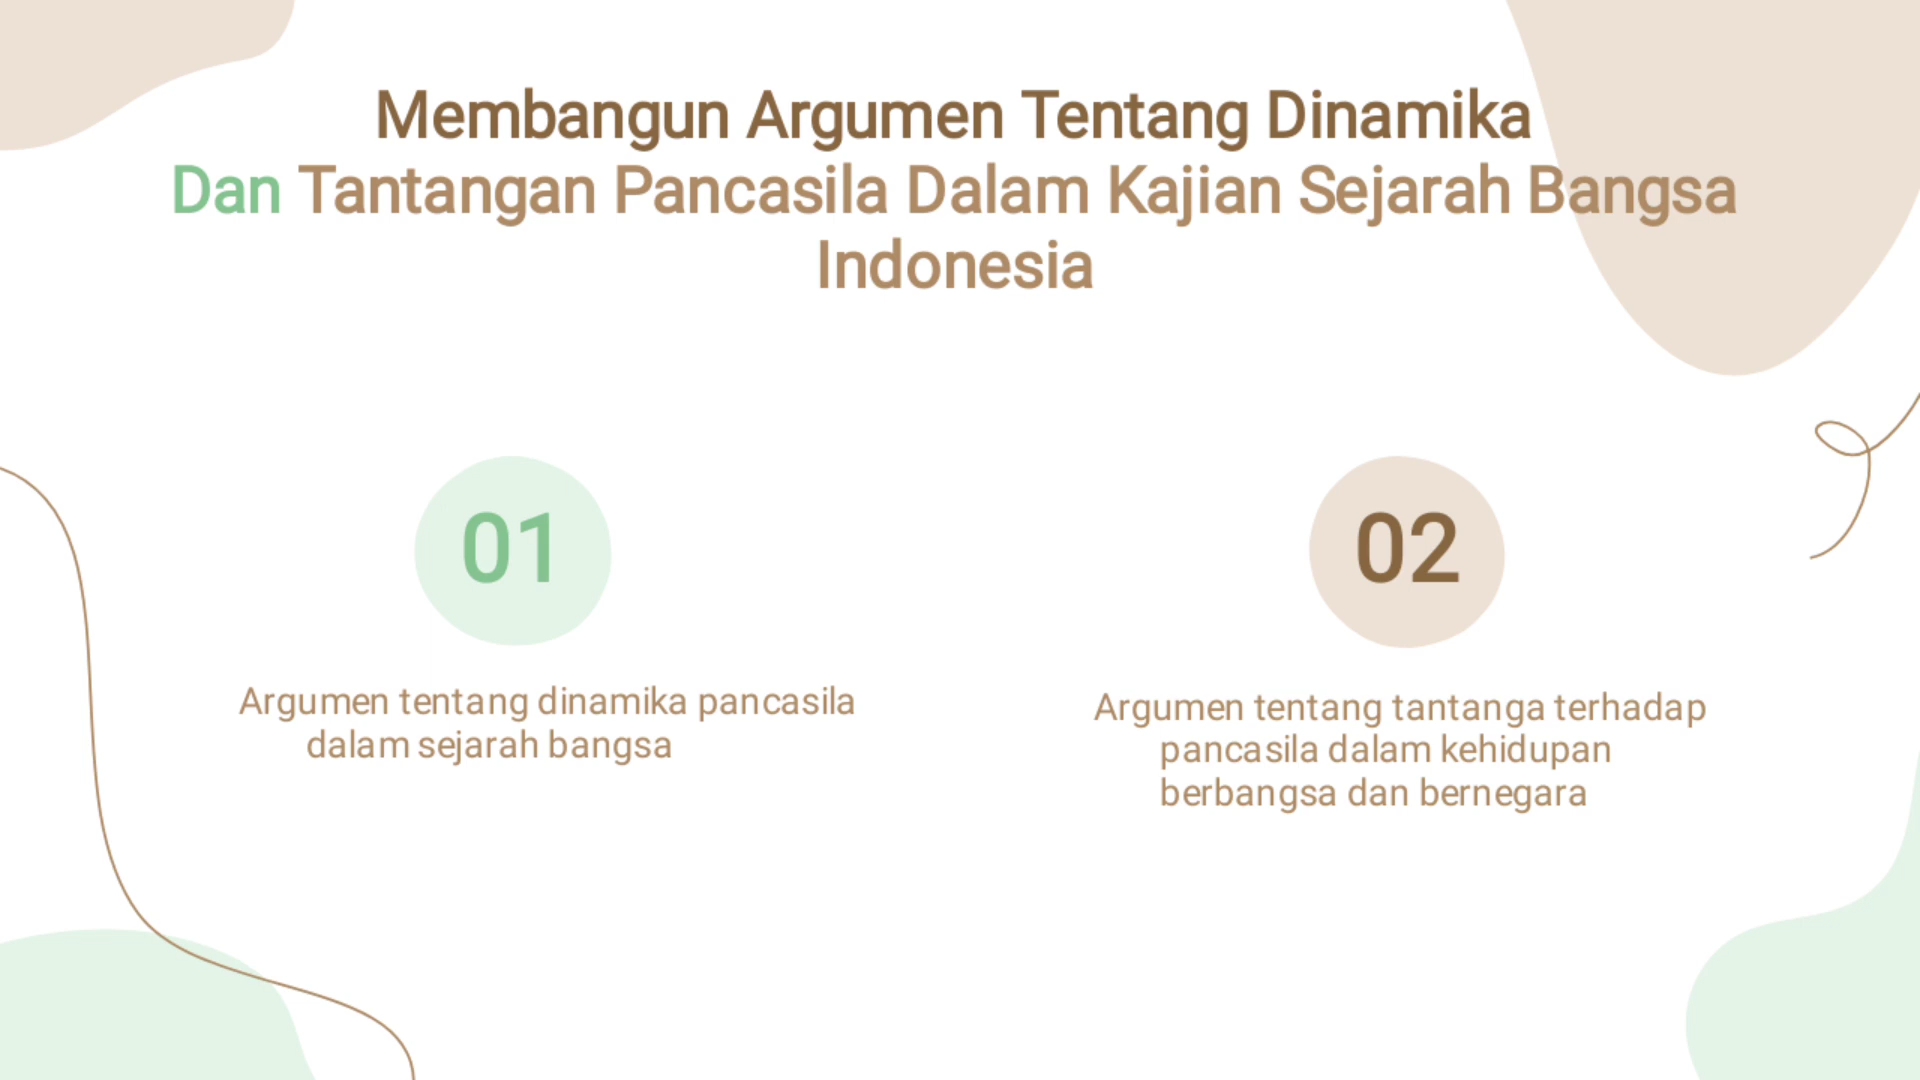 Membangun Argumen Tentang Dinamika
Dan Tantangan Pancasila Dalam Kajian Sejarah Bangsa
Indonesia
01
Argumen tentang dinamika pancasila
dalam sejarah bangsa
02
Argumen tentang tantanga terhadap
pancasila dalam kehidupan
berbangsa dan bernegara